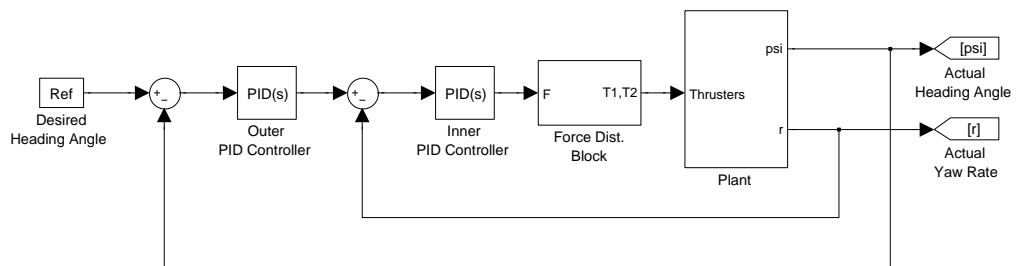 Ref
Desired
Heading Angle
+
−
PID(s)
Outer
PID Controller
+
−
PID(s)
Inner
PID Controller
F
T1,T2
Force Dist.
Block
Thrusters
psi
r
Plant
[psi]
Actual
Heading Angle
[r]
Actual
Yaw Rate